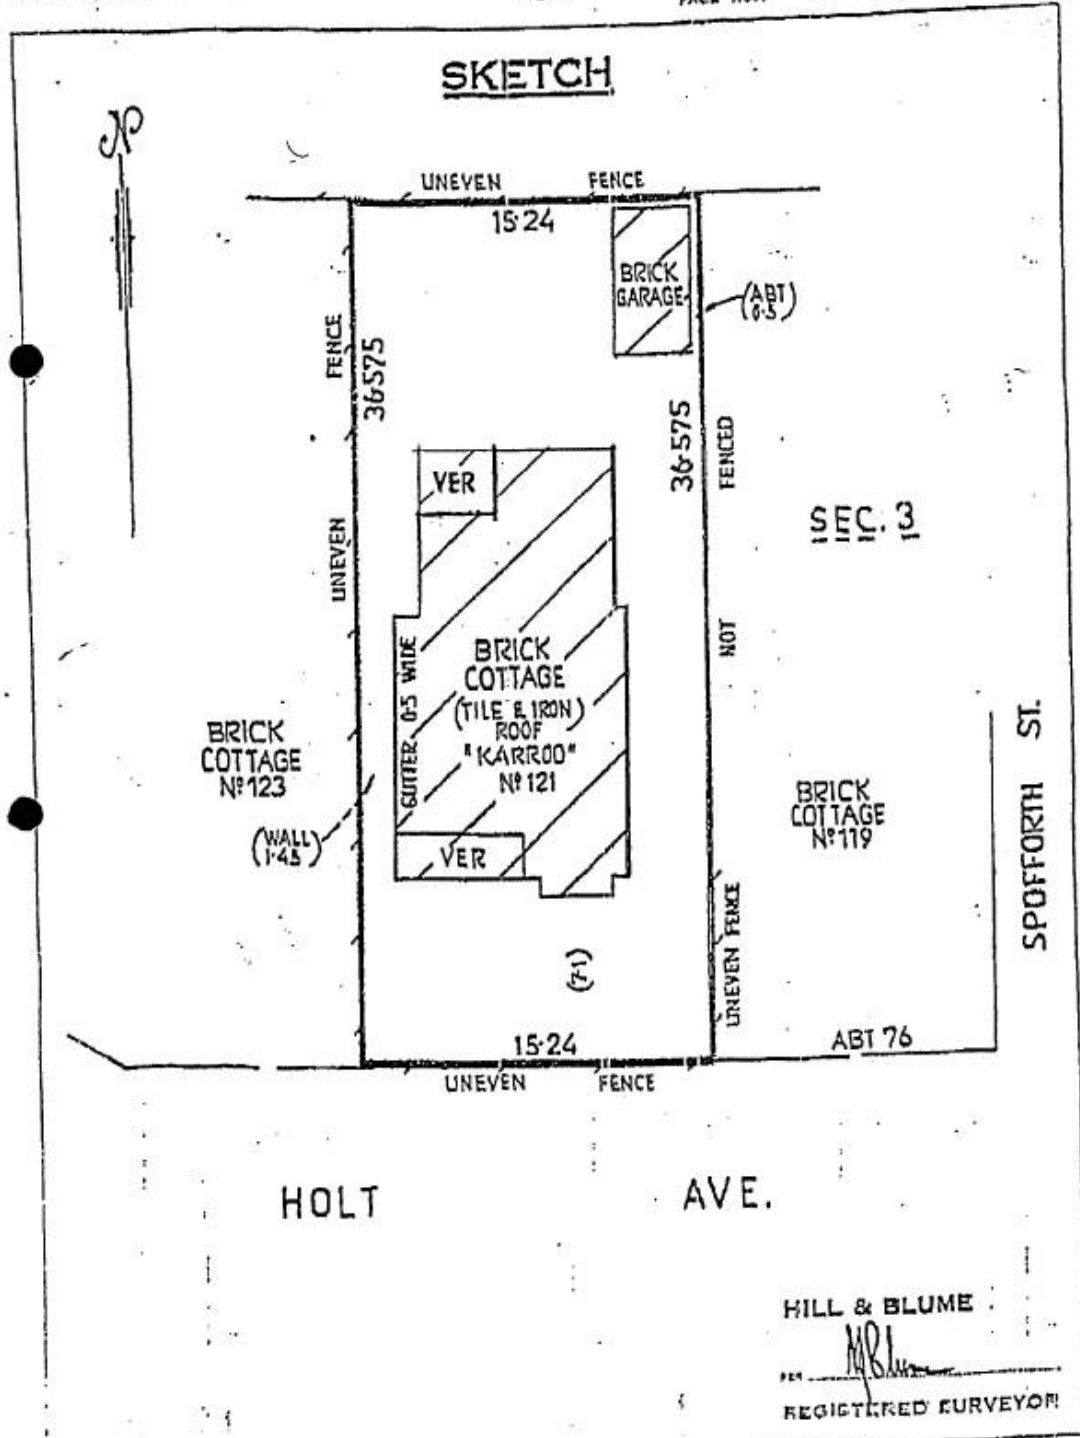 SKETCH
N
UNEVEN FENCE
15·24
BRICK
GARAGE
(ABT
0·5)
FENCE
36·575
36·575
FENCED
VER
SEC. 3
UNEVEN
NOT
GUTTER 0·5 WIDE
BRICK
COTTAGE
(TILE & IRON)
ROOF
"KARROO"
Nº 121
BRICK
COTTAGE
Nº 123
(WALL
1·45)
VER
BRICK
COTTAGE
Nº 119
SPOFFORTH ST.
UNEVEN FENCE
(7·1)
15·24
ABT 76
UNEVEN FENCE
HOLT AVE.
HILL & BLUME
PER
REGISTERED SURVEYOR